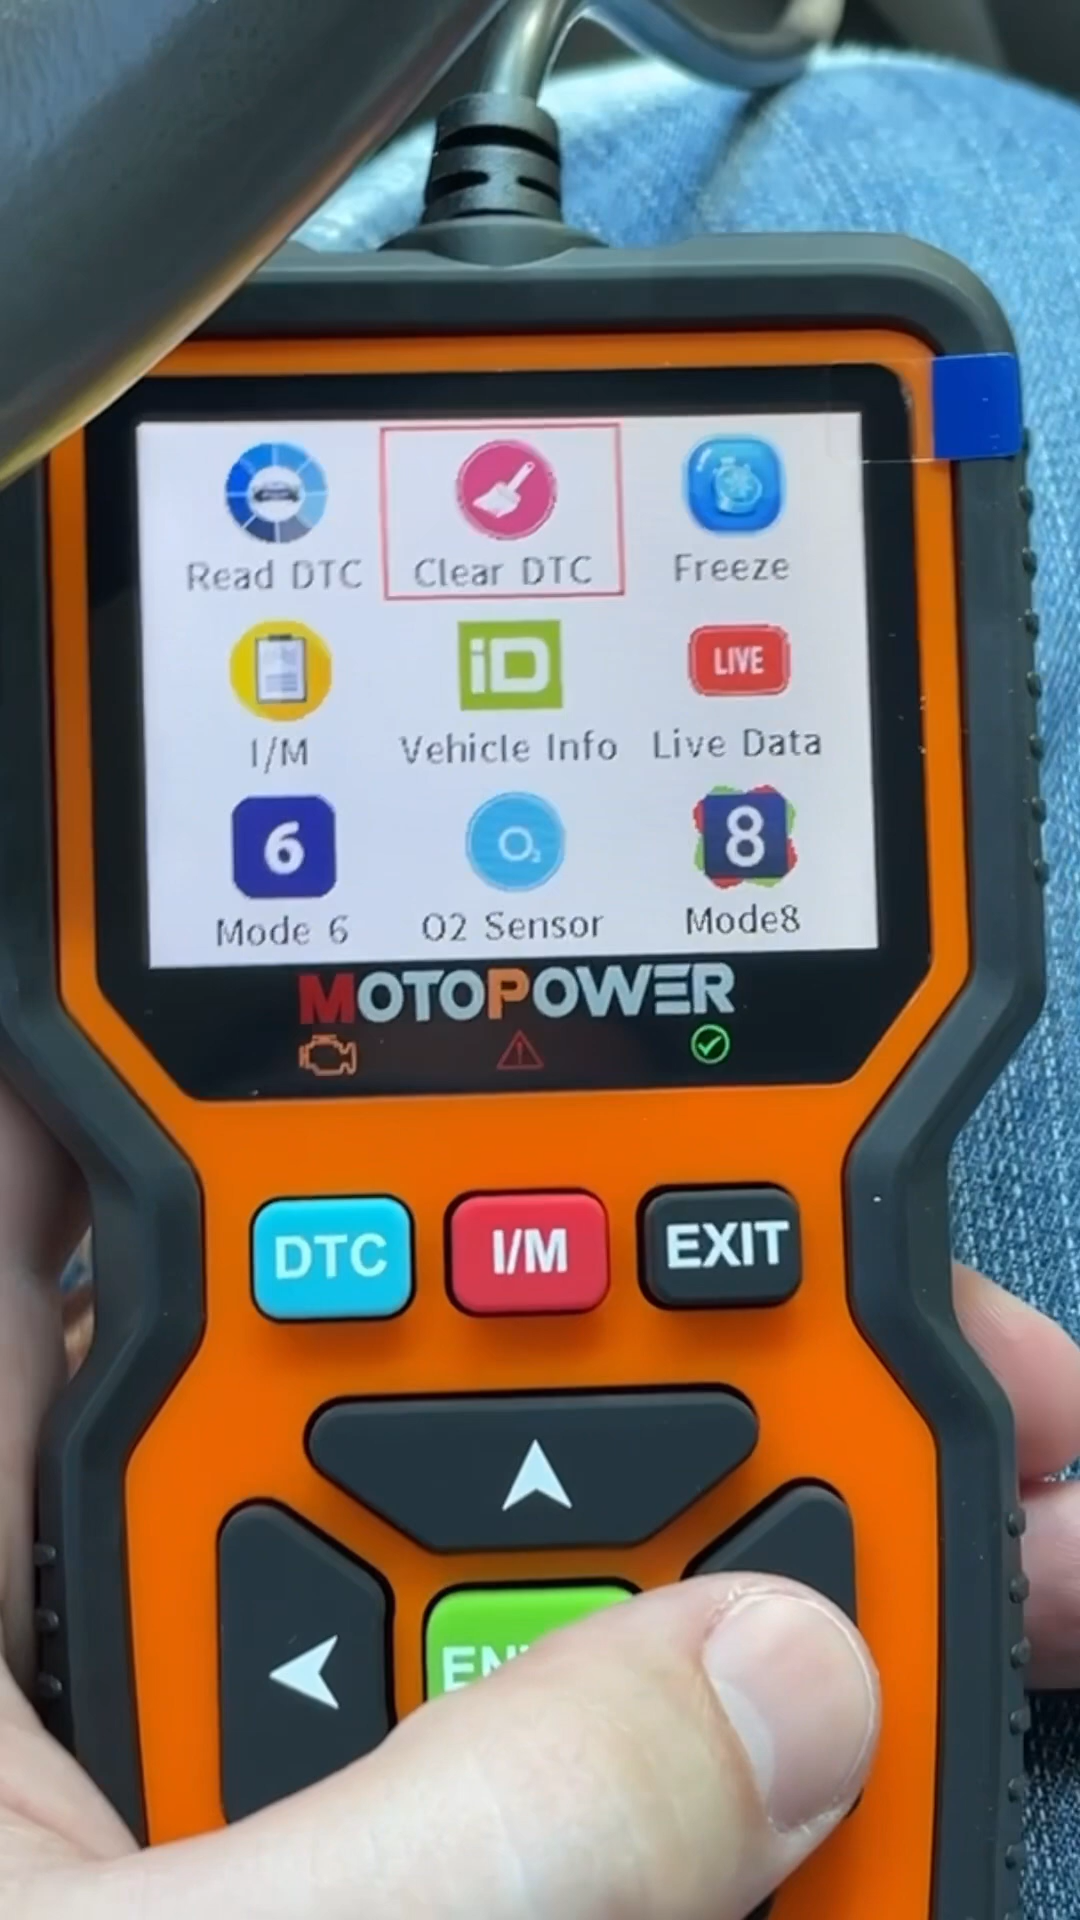 Read DTC
Clear DTC
Freeze
iD
LIVE
I/M
Vehicle Info
Live Data
6
O₂
8
Mode 6
O2 Sensor
Mode8
MOTOPOWER
DTC
I/M
EXIT